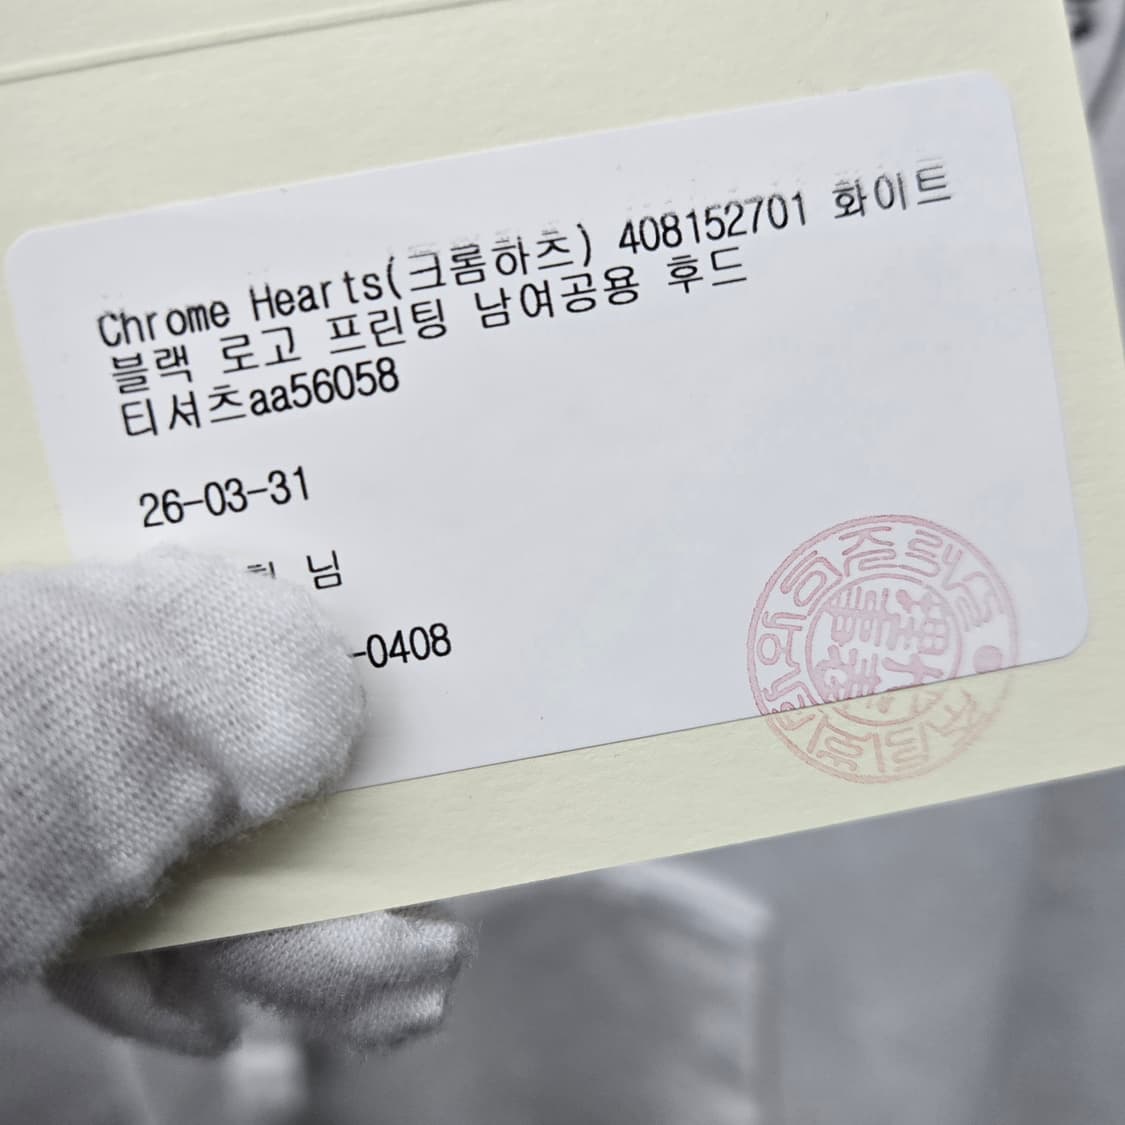 Chrome Hearts(크롬하츠) 408152701 화이트
블랙 로고 프린팅 남여공용 후드
티셔츠aa56058
26-03-31
님
-0408